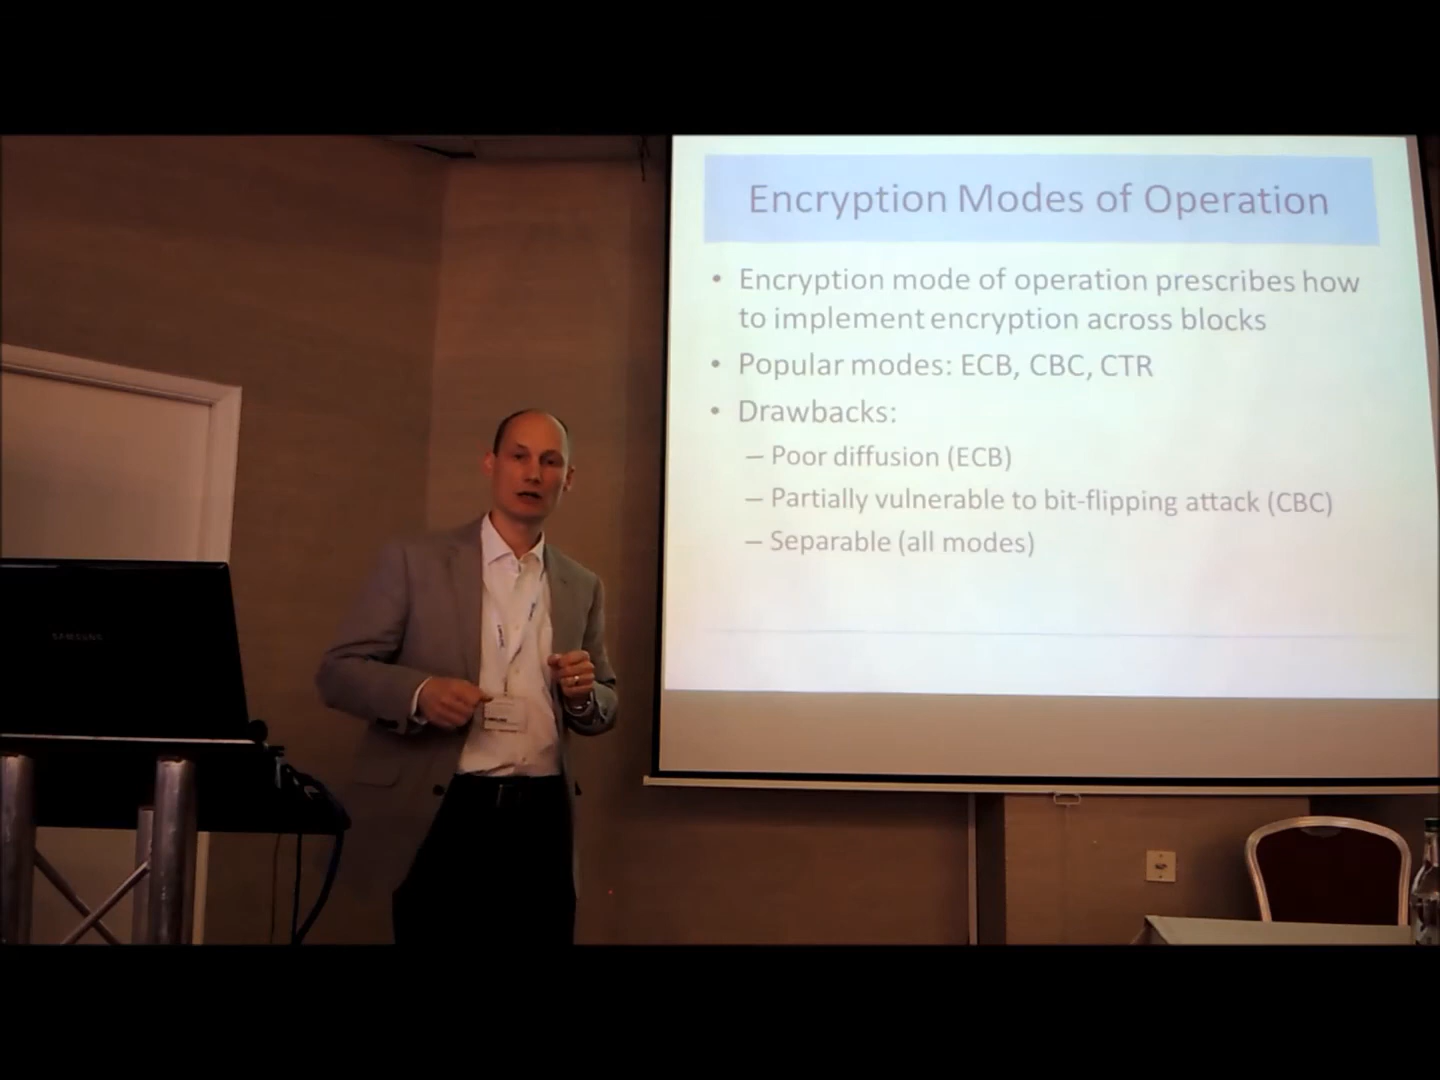 Encryption Modes of Operation
• Encryption mode of operation prescribes how
to implement encryption across blocks
• Popular modes: ECB, CBC, CTR
• Drawbacks:
– Poor diffusion (ECB)
– Partially vulnerable to bit-flipping attack (CBC)
– Separable (all modes)
SAMSUNG